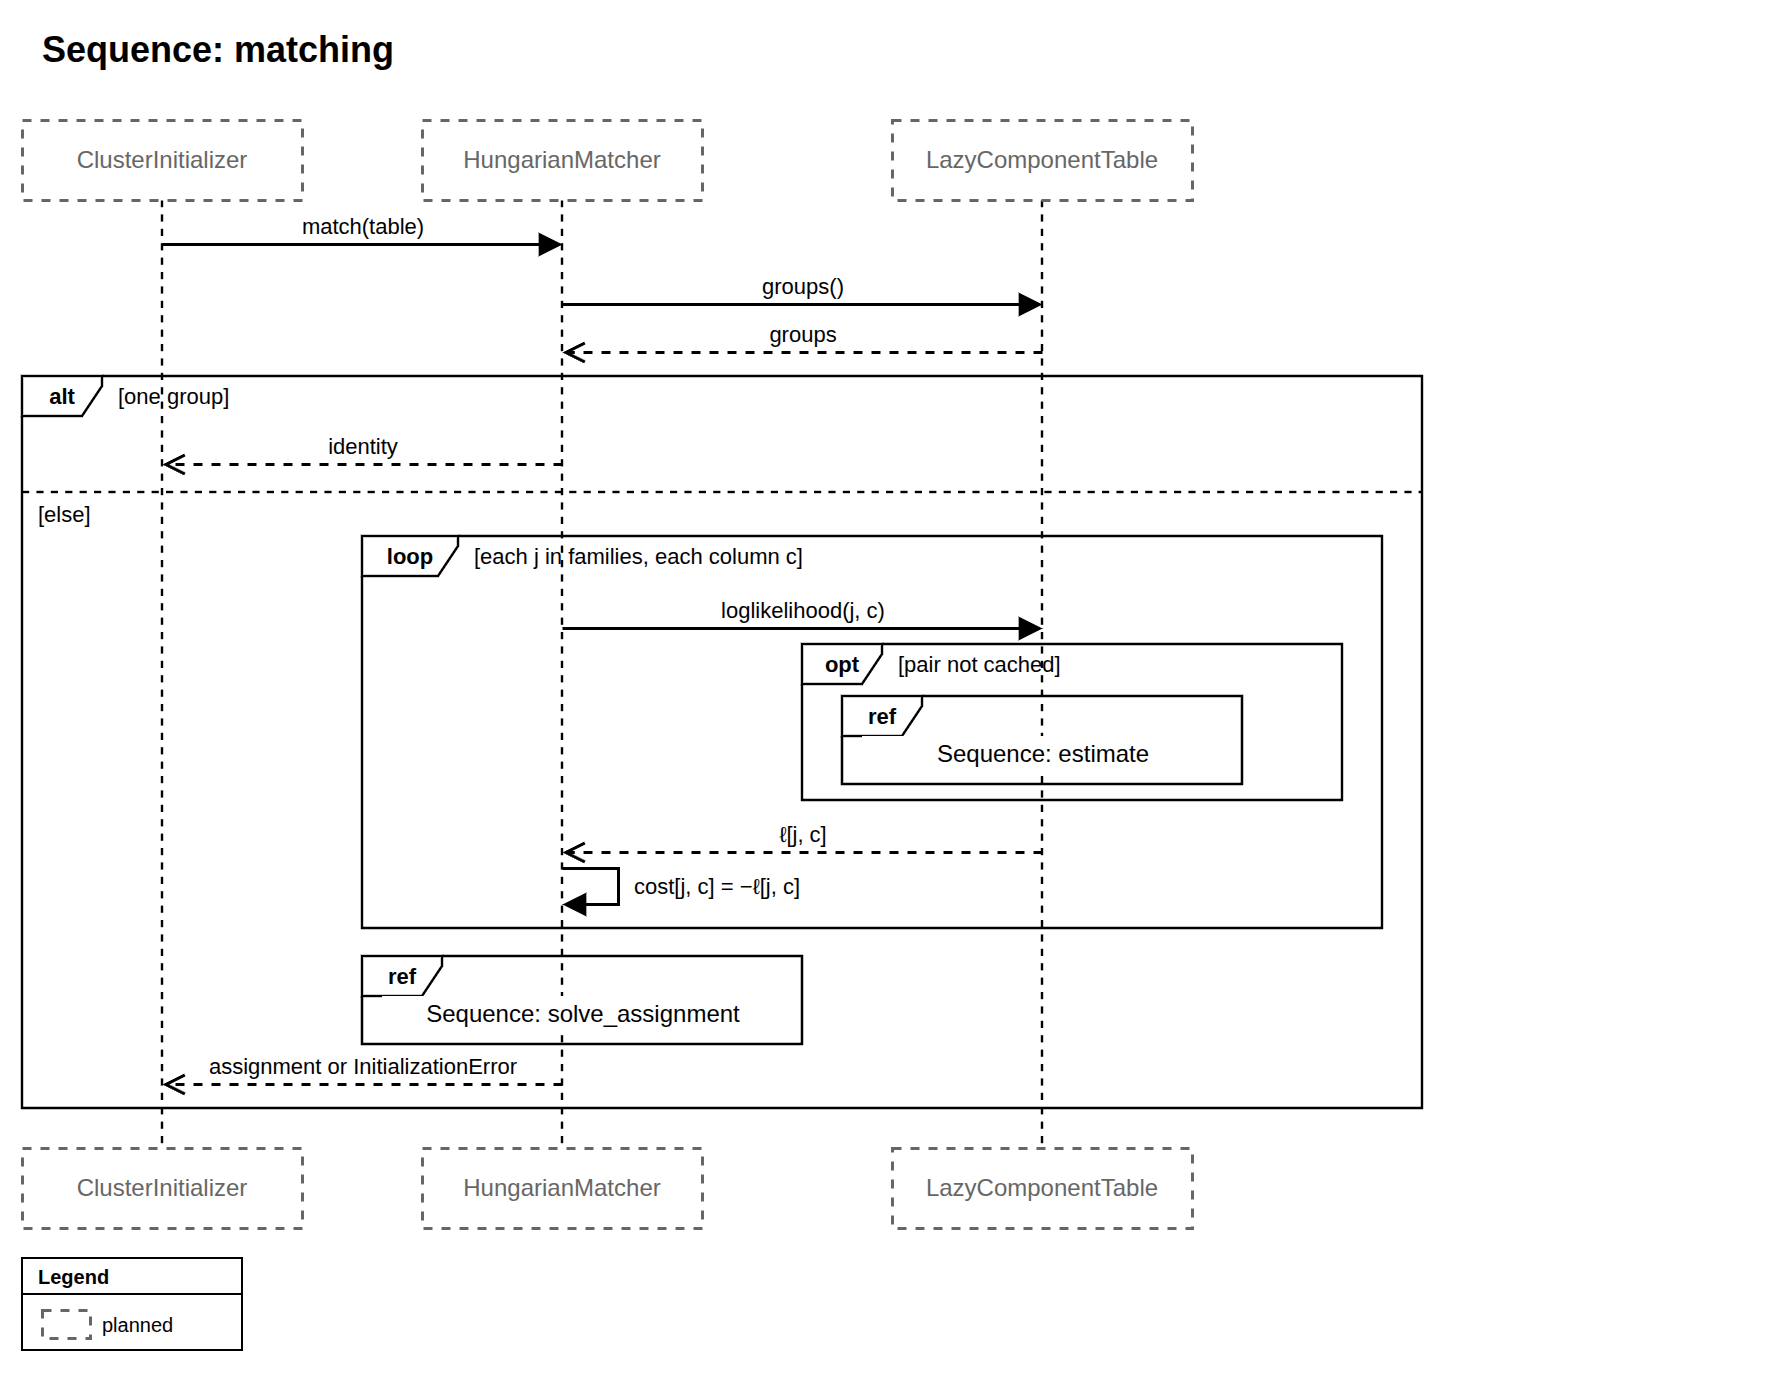 Sequence: matching
ClusterInitializer
HungarianMatcher
LazyComponentTable
match(table)
groups()
groups
alt
[one group]
identity
[else]
loop
[each j in families, each column c]
loglikelihood(j, c)
opt
[pair not cached]
ref
Sequence: estimate
ℓ[j, c]
cost[j, c] = −ℓ[j, c]
ref
Sequence: solve_assignment
assignment or InitializationError
ClusterInitializer
HungarianMatcher
LazyComponentTable
Legend
planned